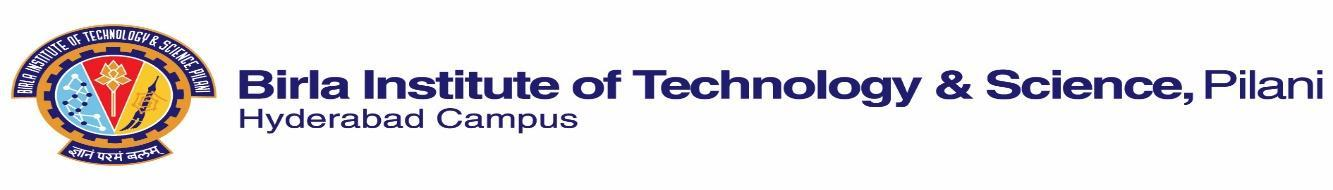 BIRLA INSTITUTE OF TECHNOLOGY & SCIENCE, PILANI
Birla Institute of Technology & Science, Pilani
Hyderabad Campus
ज्ञानं परमं बलम्